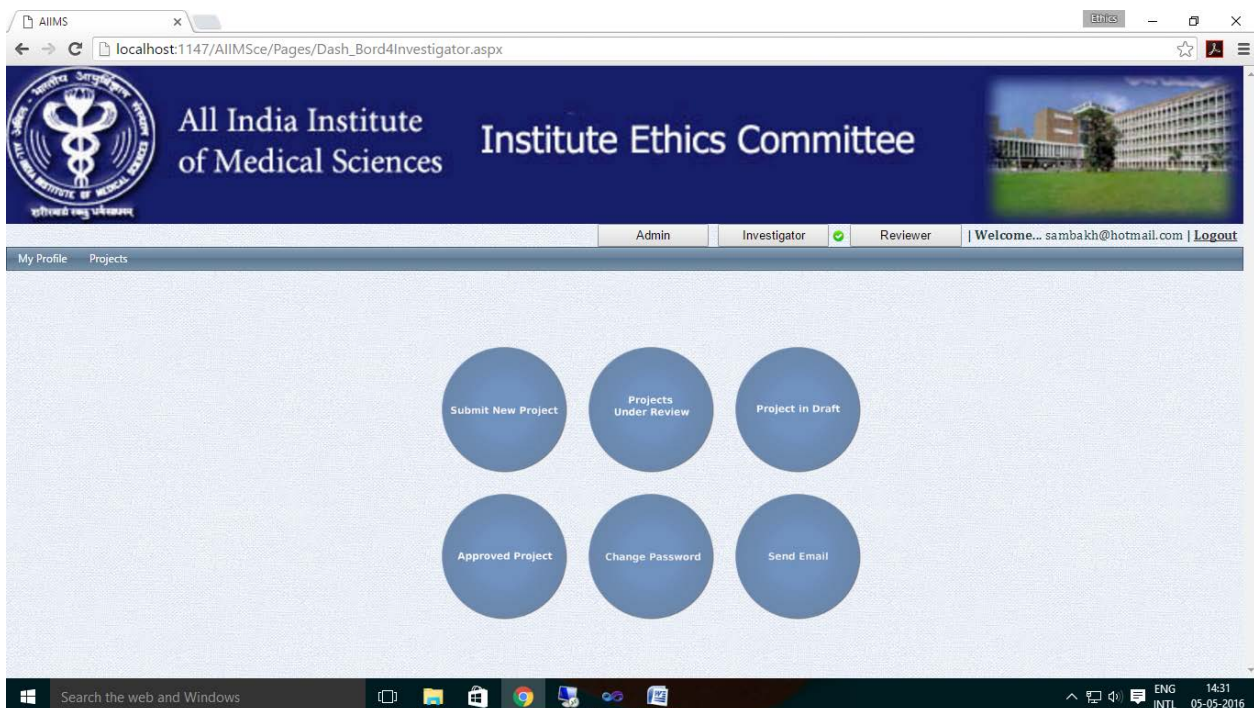 AIIMS
Ethics
localhost:1147/AIIMSce/Pages/Dash_Bord4Investigator.aspx
All India Institute
of Medical Sciences
Institute Ethics Committee
Admin
Investigator
Reviewer
| Welcome... sambakh@hotmail.com | Logout
My Profile
Projects
Submit New Project
Projects
Under Review
Project in Draft
Approved Project
Change Password
Send Email
Search the web and Windows
ENG
INTL
14:31
05-05-2016